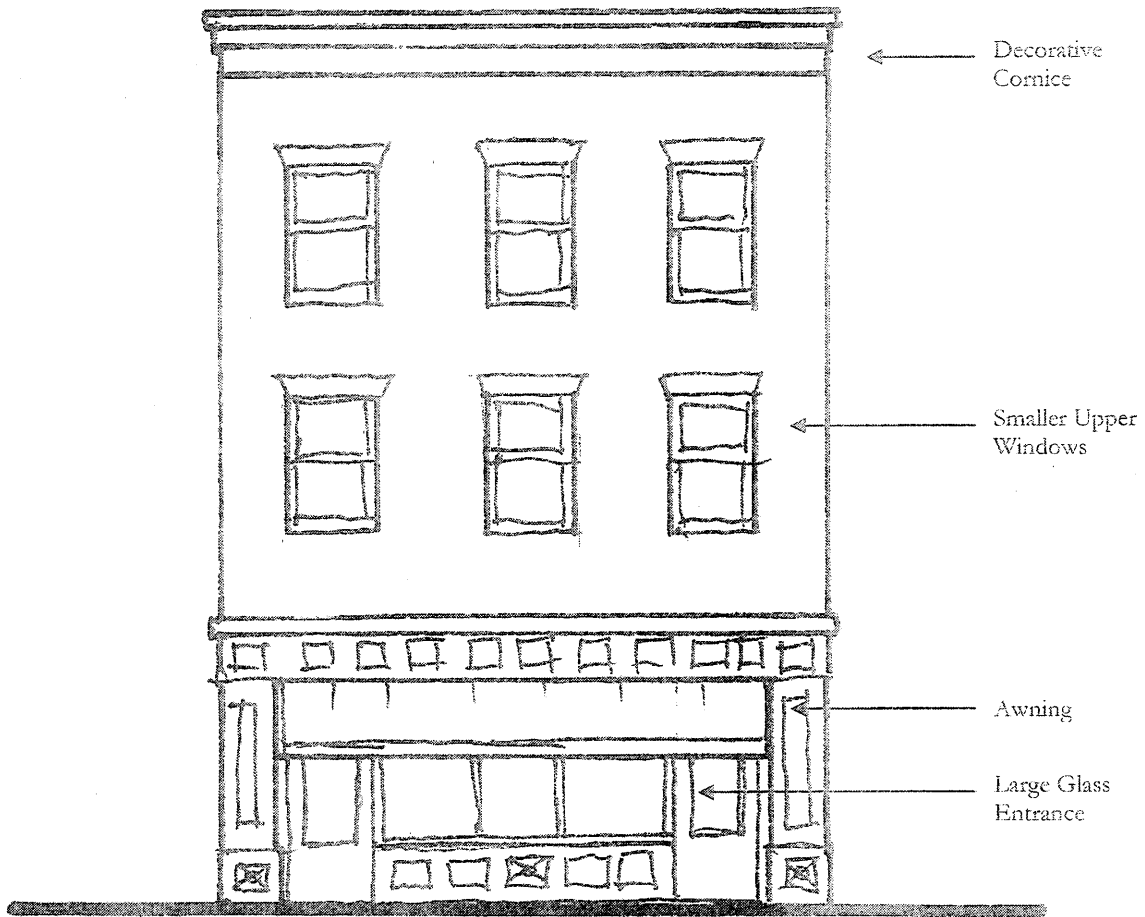 Decorative
Cornice
Smaller Upper
Windows
Awning
Large Glass
Entrance